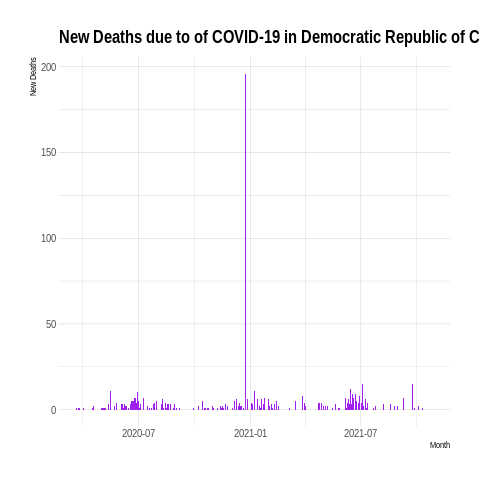 New Deaths due to of COVID-19 in Democratic Republic of C
New Deaths
200
150
100
50
0
2020-07 2021-01 2021-07
Month